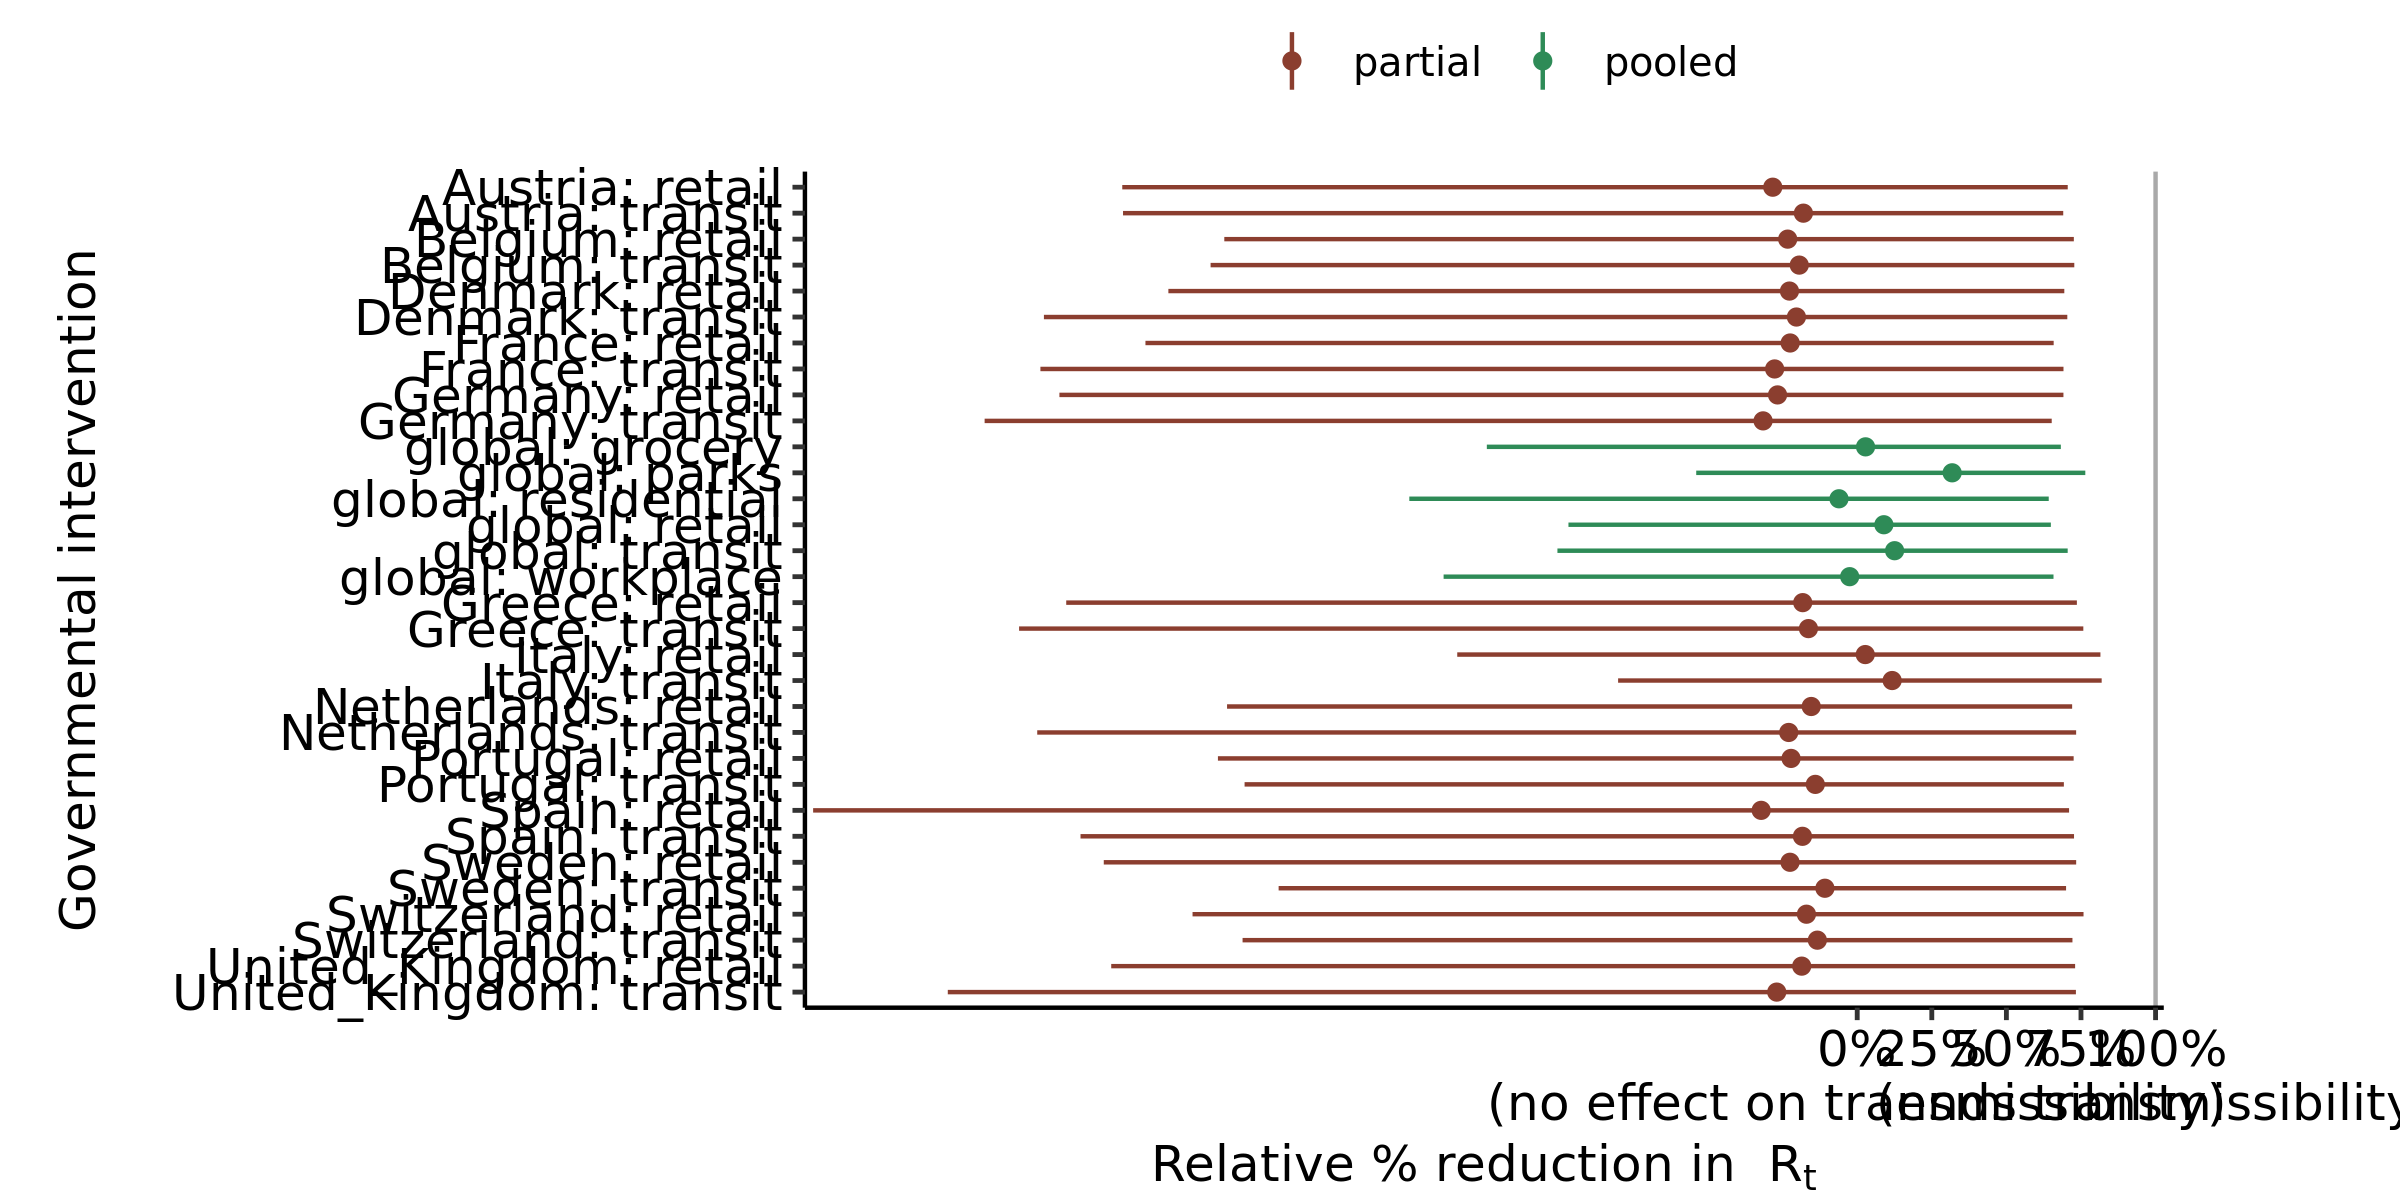 partial pooled
Governmental intervention
Austria: retail
Austria: transit
Belgium: retail
Belgium: transit
Denmark: retail
Denmark: transit
France: retail
France: transit
Germany: retail
Germany: transit
global: grocery
global: parks
global: residential
global: retail
global: transit
global: workplace
Greece: retail
Greece: transit
Italy: retail
Italy: transit
Netherlands: retail
Netherlands: transit
Portugal: retail
Portugal: transit
Spain: retail
Spain: transit
Sweden: retail
Sweden: transit
Switzerland: retail
Switzerland: transit
United_Kingdom: retail
United_Kingdom: transit
0% 25% 50% 75% 100%
(no effect on transmissibility) (ends transmissibility
Relative % reduction in Rt